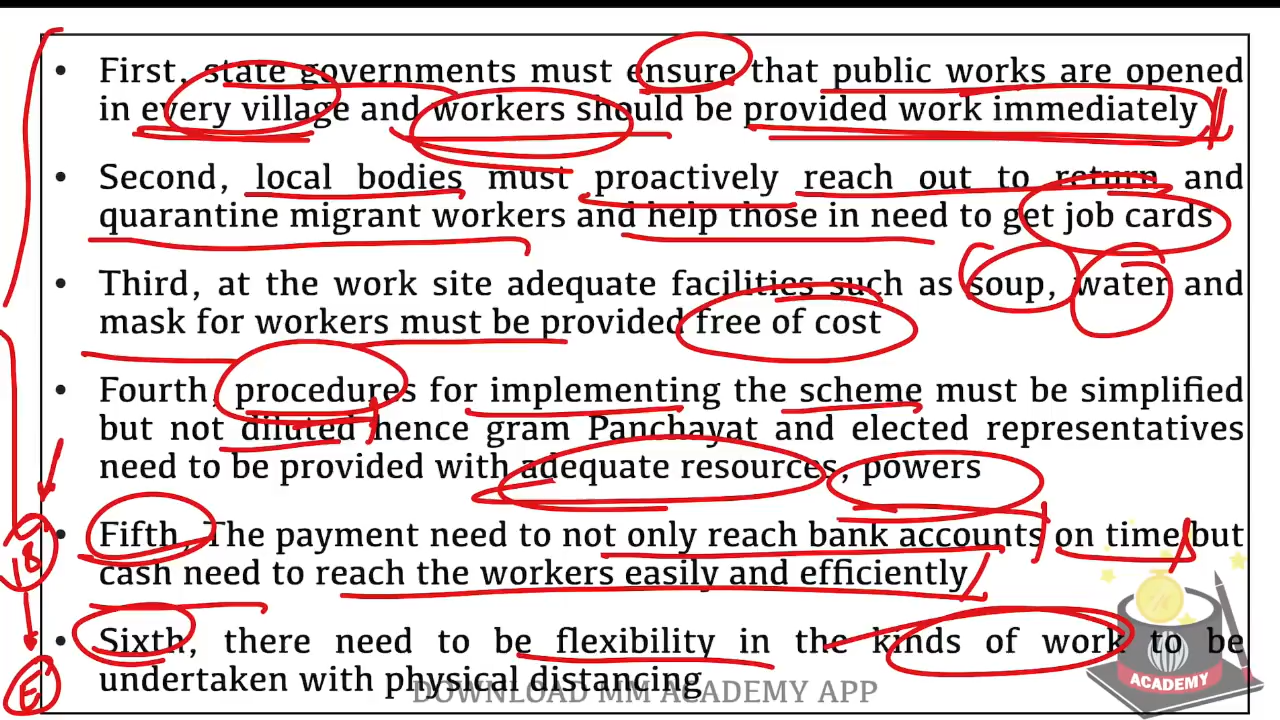 • First, state governments must ensure that public works are opened
in every village and workers should be provided work immediately
• Second, local bodies must proactively reach out to return and
quarantine migrant workers and help those in need to get job cards
• Third, at the work site adequate facilities such as soup, water and
mask for workers must be provided free of cost
• Fourth, procedures for implementing the scheme must be simplified
but not diluted hence gram Panchayat and elected representatives
need to be provided with adequate resources, powers
• Fifth, The payment need to not only reach bank accounts on time but
cash need to reach the workers easily and efficiently
• Sixth, there need to be flexibility in the kinds of work to be
undertaken with physical distancing
DOWNLOAD MM ACADEMY APP
ACADEMY
B
E